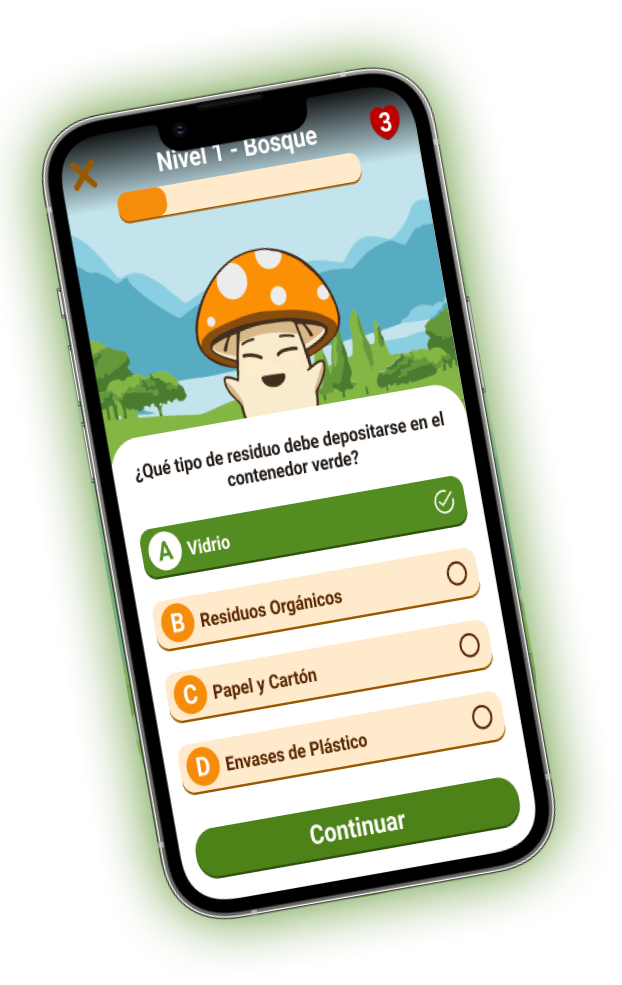 3
Nivel 1 - Bosque
¿Qué tipo de residuo debe depositarse en el
contenedor verde?
A Vidrio
B Residuos Orgánicos
C Papel y Cartón
D Envases de Plástico
Continuar